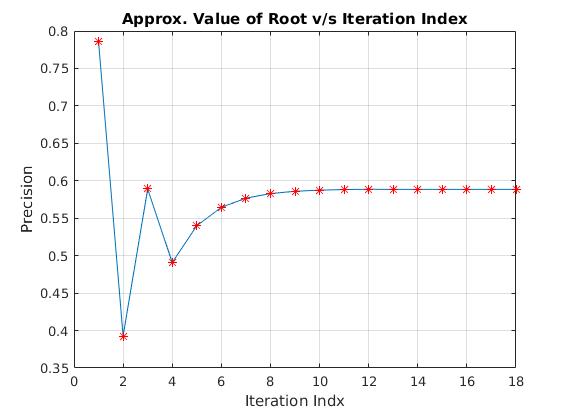 Approx. Value of Root v/s Iteration Index
0.8
0.75
0.7
0.65
0.6
0.55
0.5
0.45
0.4
0.35
Precision
0 2 4 6 8 10 12 14 16 18
Iteration Indx